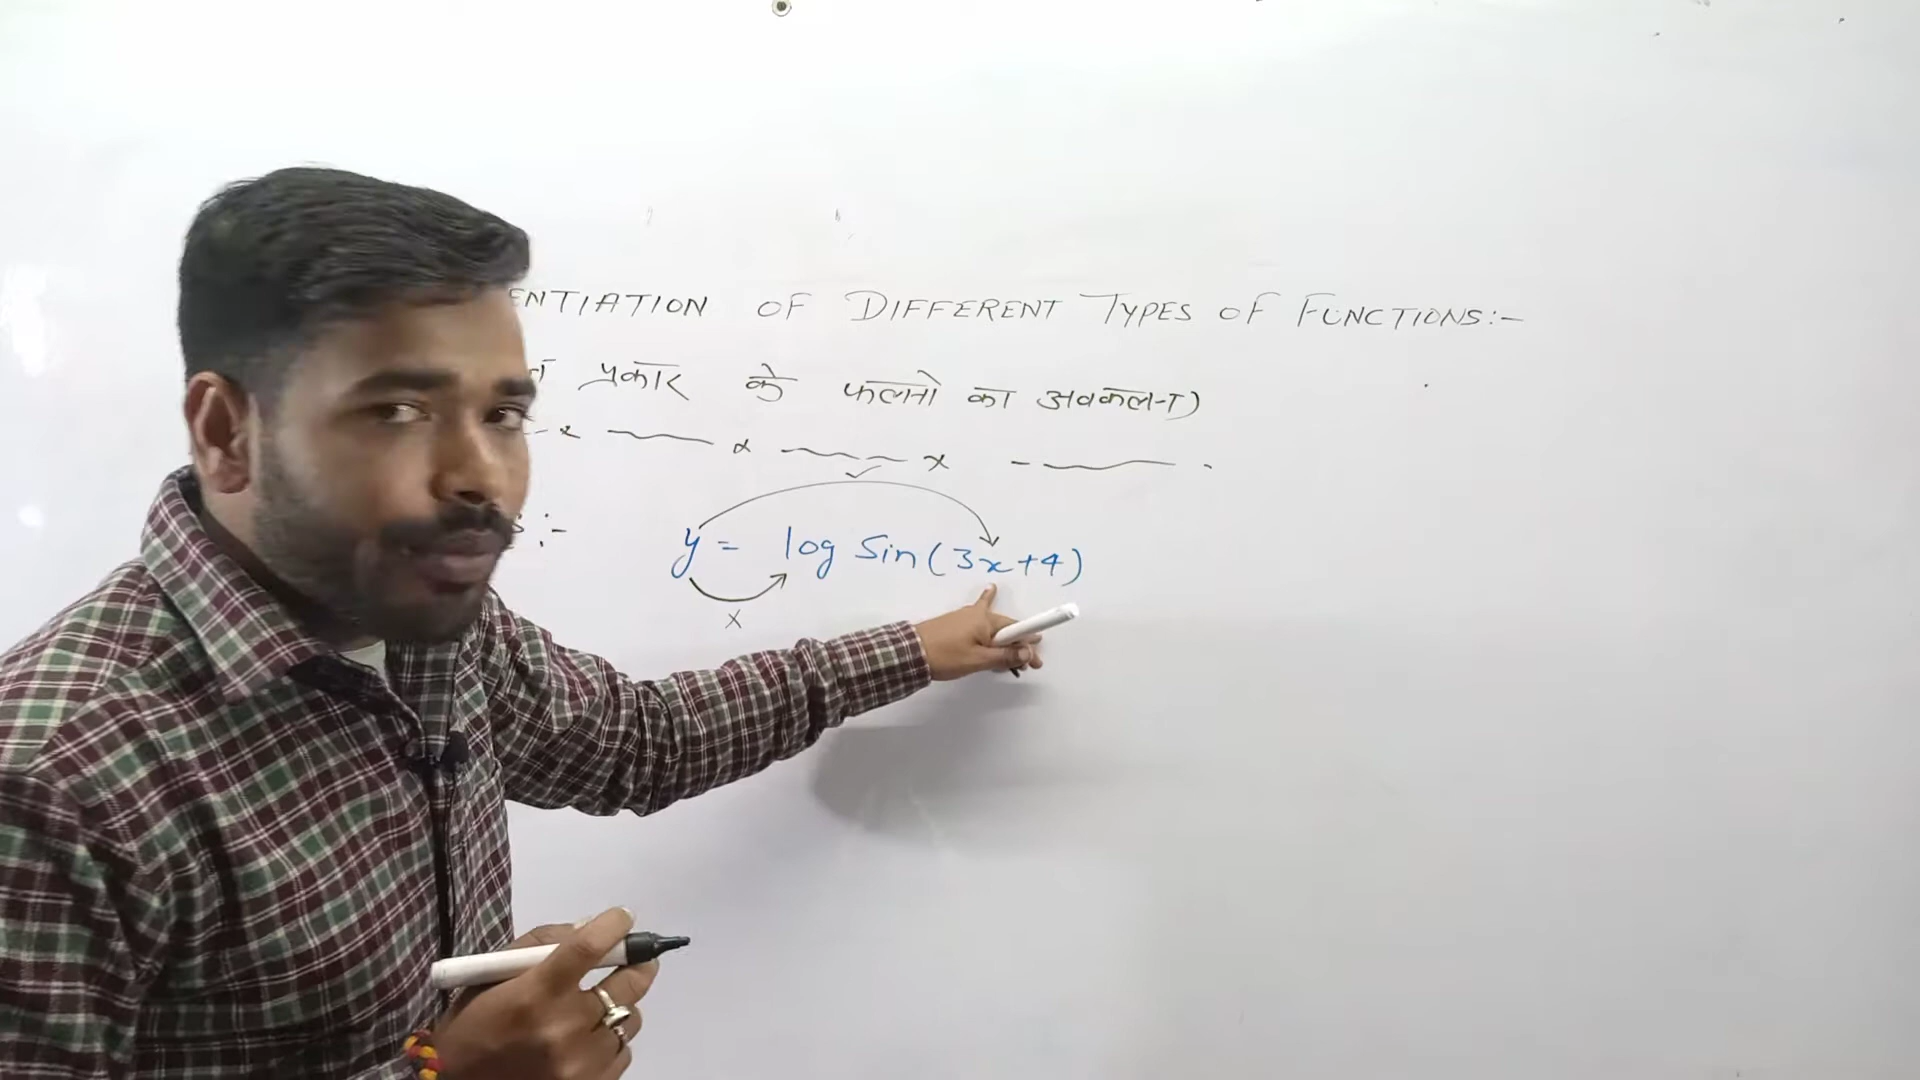 ENTIATION OF DIFFERENT TYPES OF FUNCTIONS:-
प्रकार के फलनो का अवकलन)
y = log Sin(3x+4)
x